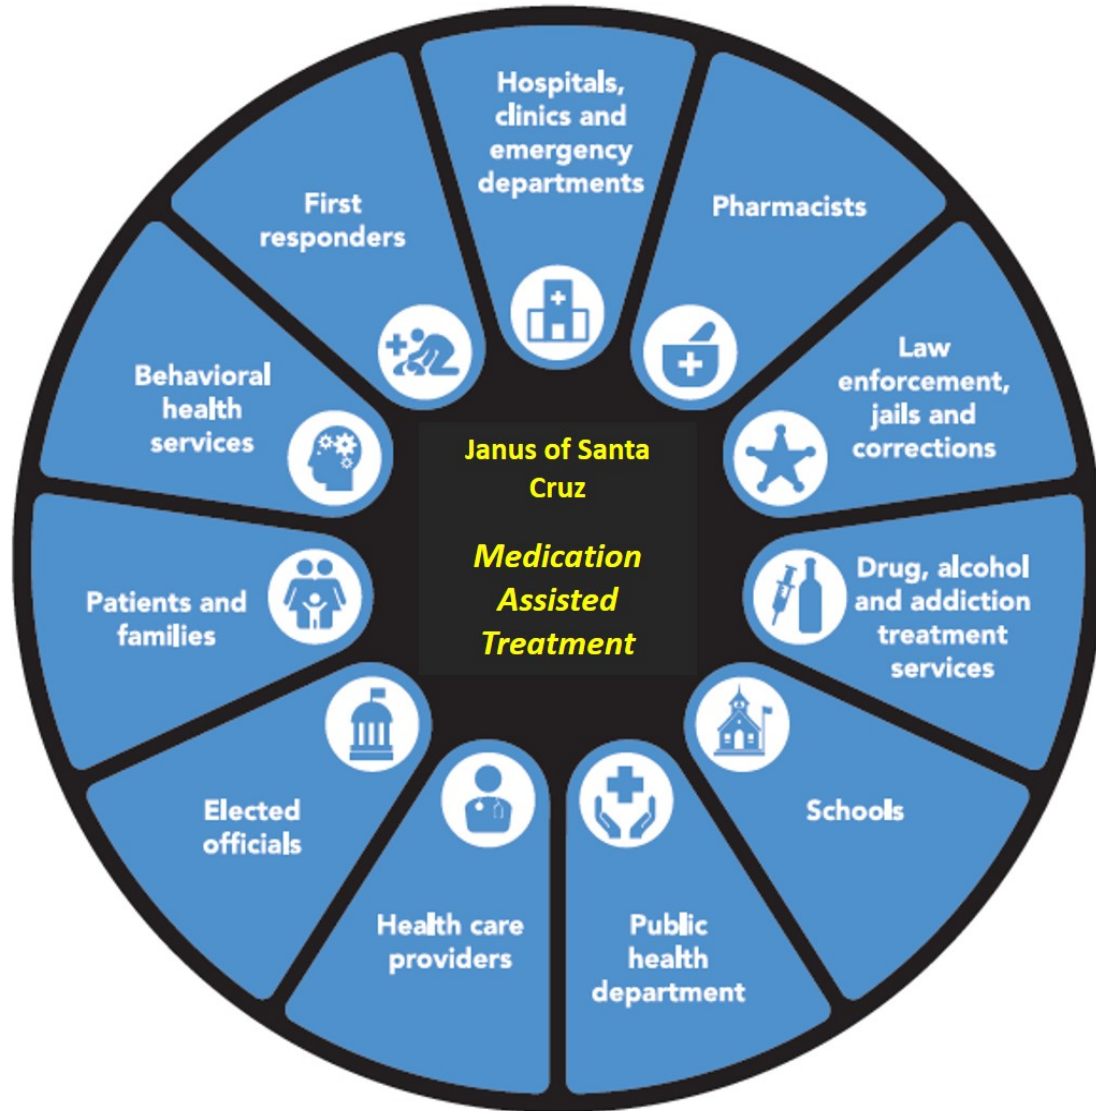 Hospitals,
clinics and
emergency
departments
Pharmacists
Law
enforcement,
jails and
corrections
Drug, alcohol
and addiction
treatment
services
Schools
Public
health
department
Health care
providers
Elected
officials
Patients and
families
Behavioral
health
services
First
responders
Janus of Santa
Cruz
Medication
Assisted
Treatment